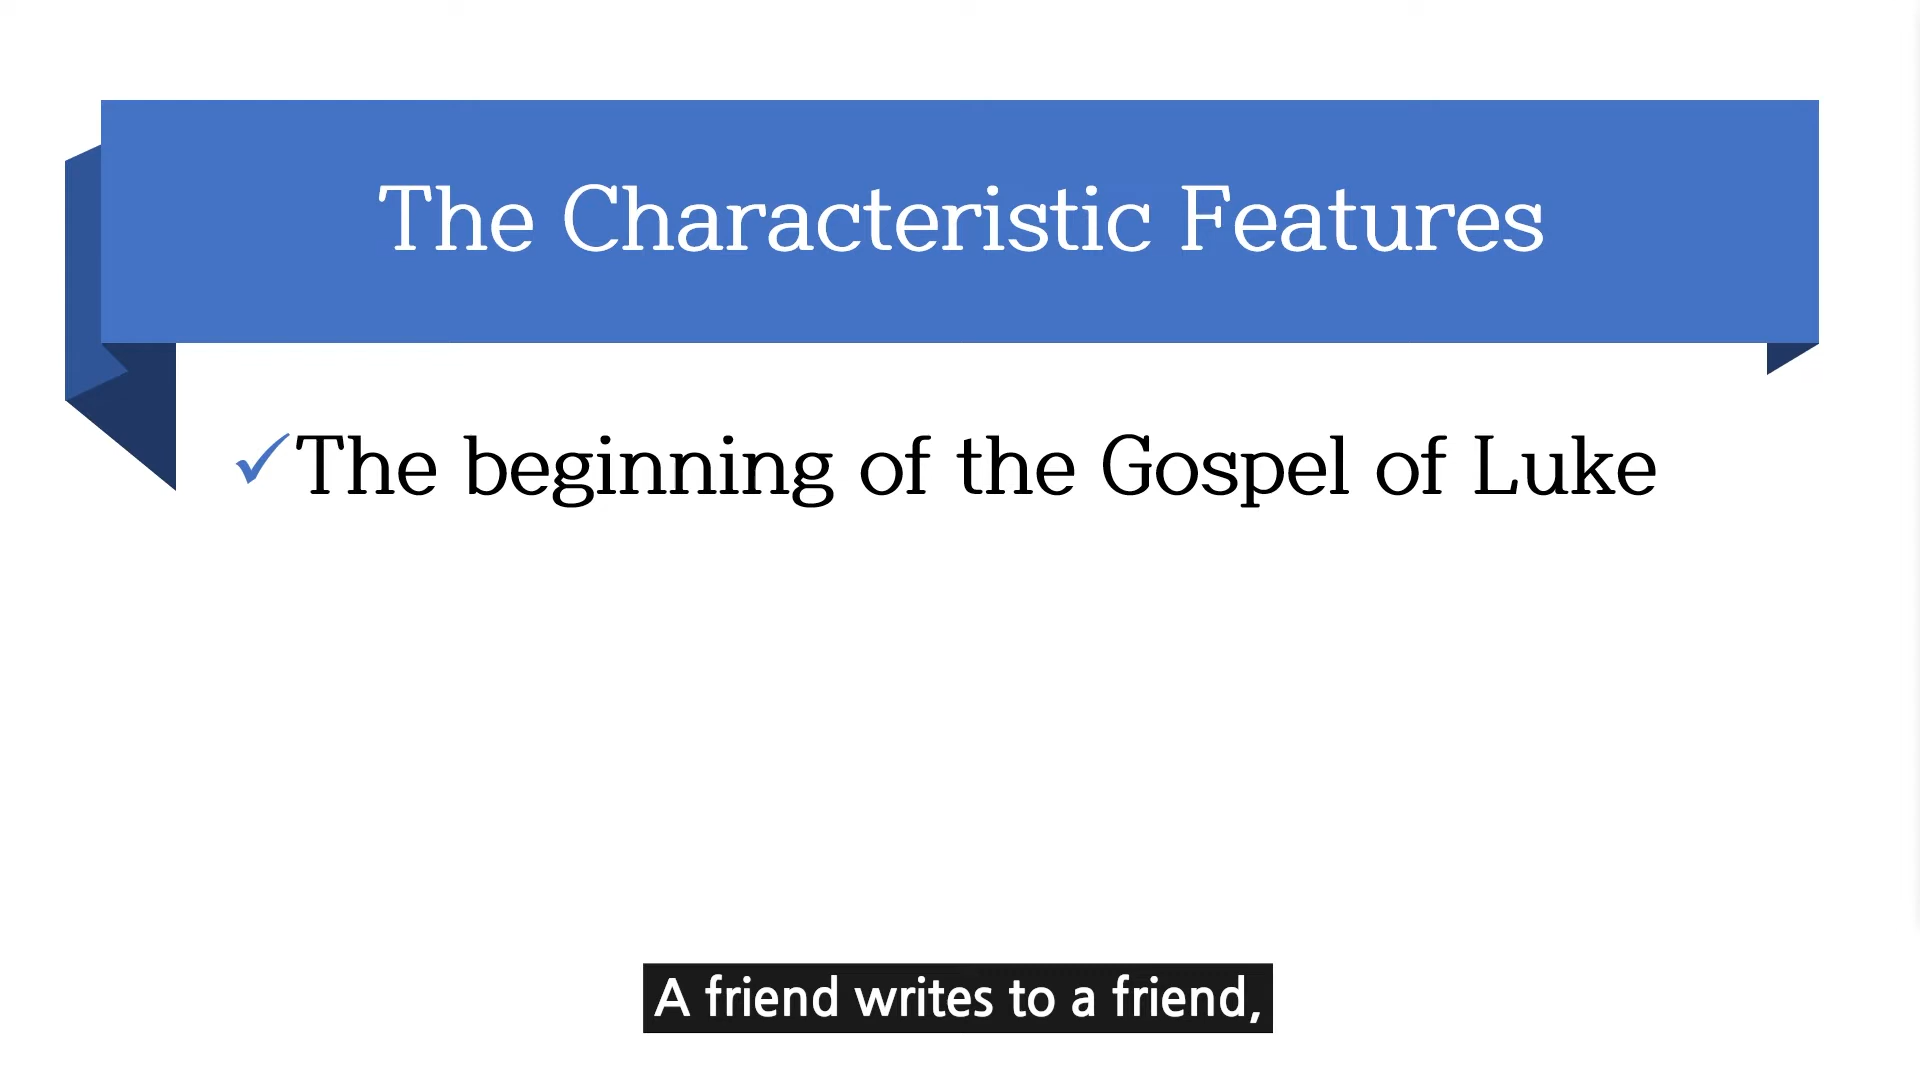 The Characteristic Features
✓The beginning of the Gospel of Luke
A friend writes to a friend,